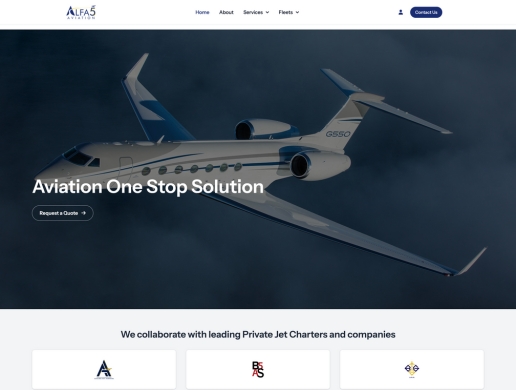 ALFA5
AVIATION
Home About Services Fleets
Contact Us
G550
Aviation One Stop Solution
Request a Quote →
We collaborate with leading Private Jet Charters and companies
BSAS